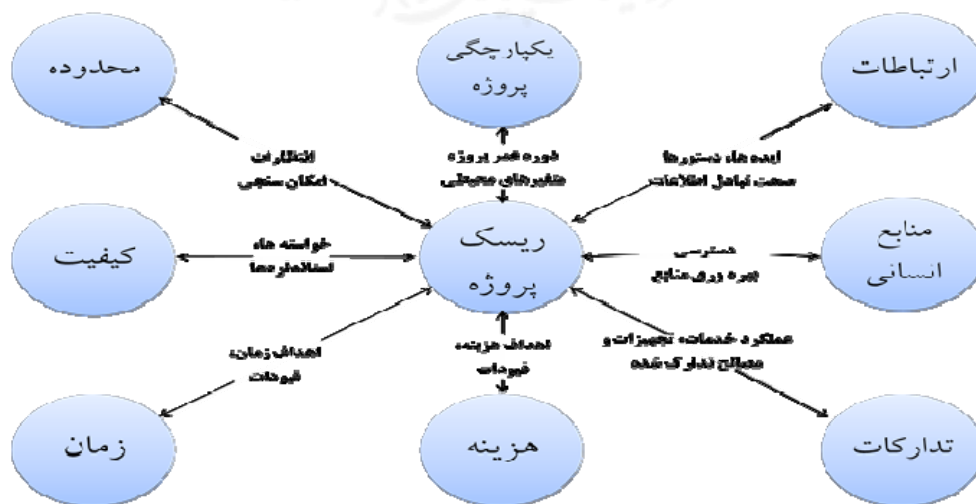 محدوده
یکپارچگی
پروژه
ارتباطات
انتظارات
امکان سنجی
دوره عمر پروژه
متغیرهای محیطی
ایده ها، دستورها
صحت تبادل اطلاعات
کیفیت
خواسته ها،
استانداردها
ریسک
پروژه
دسترسی
بهره وری منابع
منابع
انسانی
اهداف زمان،
قیودات
اهداف هزینه،
قیودات
عملکرد خدمات، تجهیزات و
مصالح تدارک شده
زمان
هزینه
تدارکات